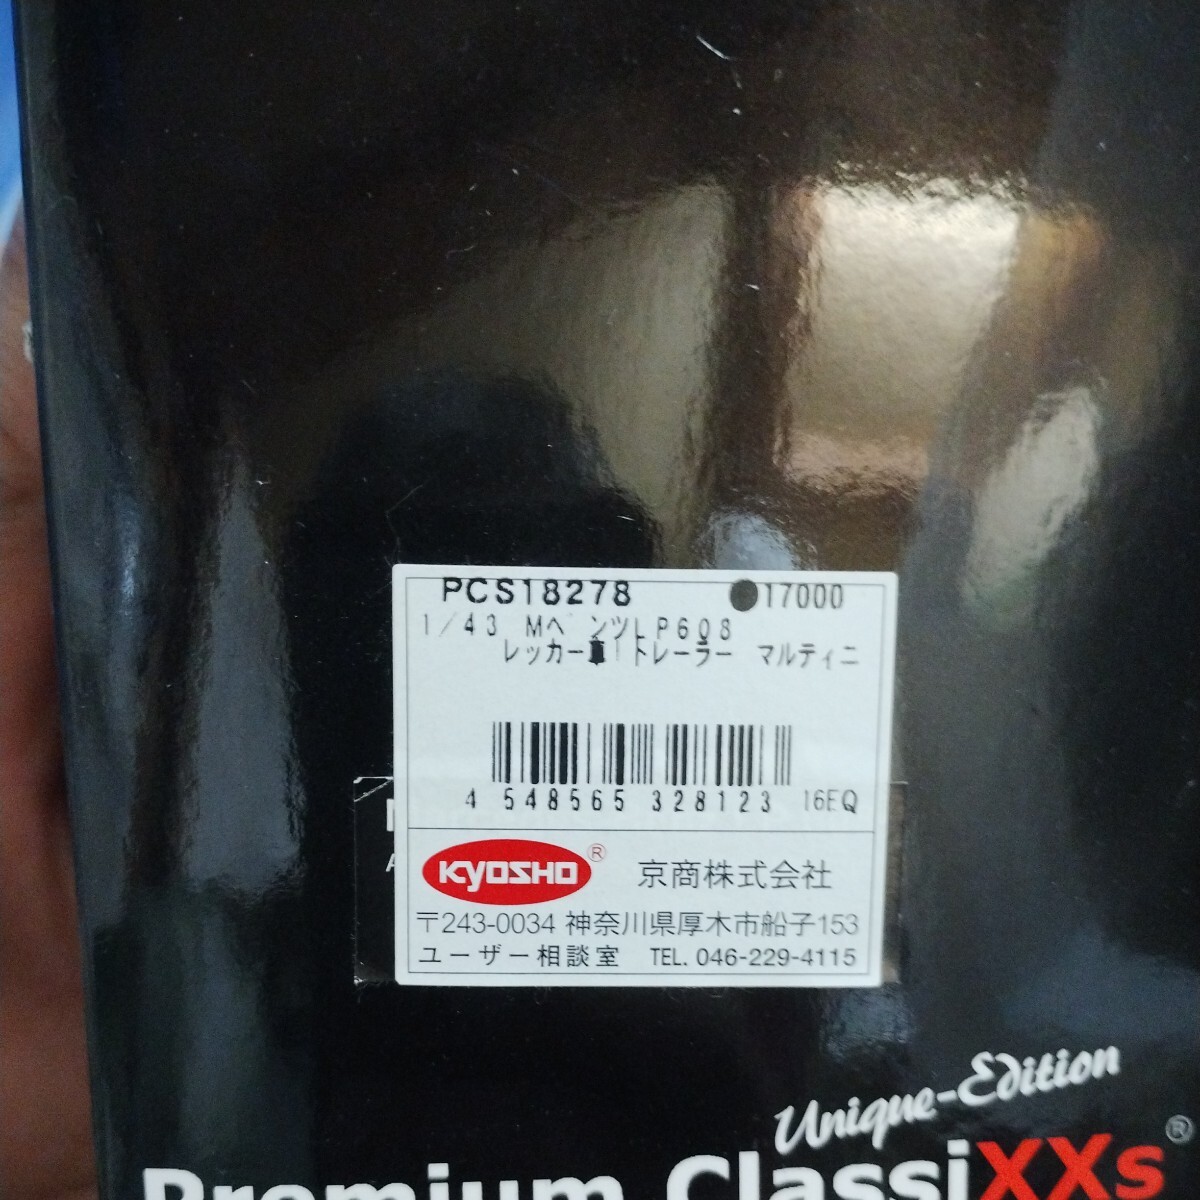 PCS18278 ●17000
1/43 Mベンツ LP608
レッカー車 トレーラー マルティニ
4 548565 328123 16EQ
KYOSHO® 京商株式会社
〒243-0034 神奈川県厚木市船子153
ユーザー相談室 TEL. 046-229-4115
Unique-Edition
Premium ClassiXXs®